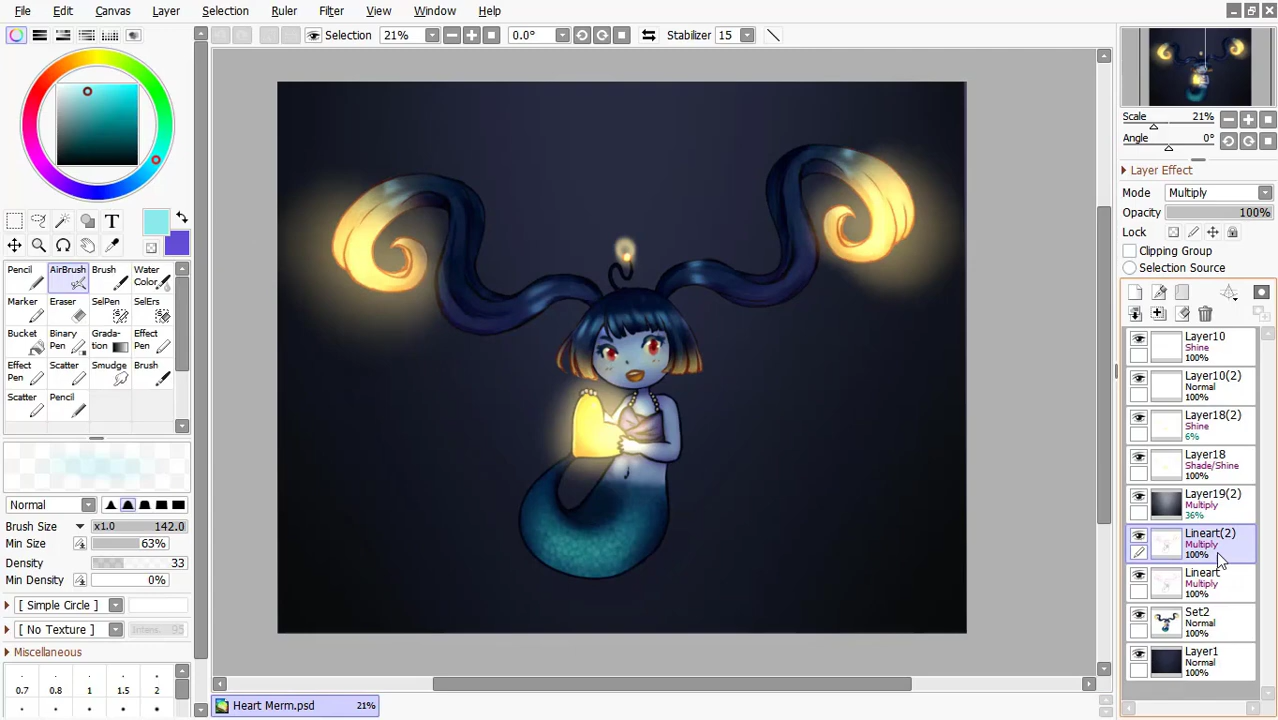 File Edit Canvas Layer Selection Ruler Filter View Window Help
Selection 21% 0.0° Stabilizer 15
Scale 21%
Angle 0°
Layer Effect
Mode Multiply
Opacity 100%
Lock
Clipping Group
Selection Source
T
Pencil AirBrush Brush Water Color
Marker Eraser SelPen SelErs
Bucket Binary Pen Grada-tion Effect Pen
Effect Pen Scatter Smudge Brush
Scatter Pencil
Normal
Brush Size x1.0 142.0
Min Size 63%
Density 33
Min Density 0%
[ Simple Circle ]
[ No Texture ] Intens. 95
Miscellaneous
0.7 0.8 1 1.5 2
Layer10
Shine
100%
Layer10(2)
Normal
100%
Layer18(2)
Shine
6%
Layer18
Shade/Shine
100%
Layer19(2)
Multiply
36%
Lineart(2)
Multiply
100%
Lineart
Multiply
100%
Set2
Normal
100%
Layer1
Normal
100%
Heart Merm.psd 21%